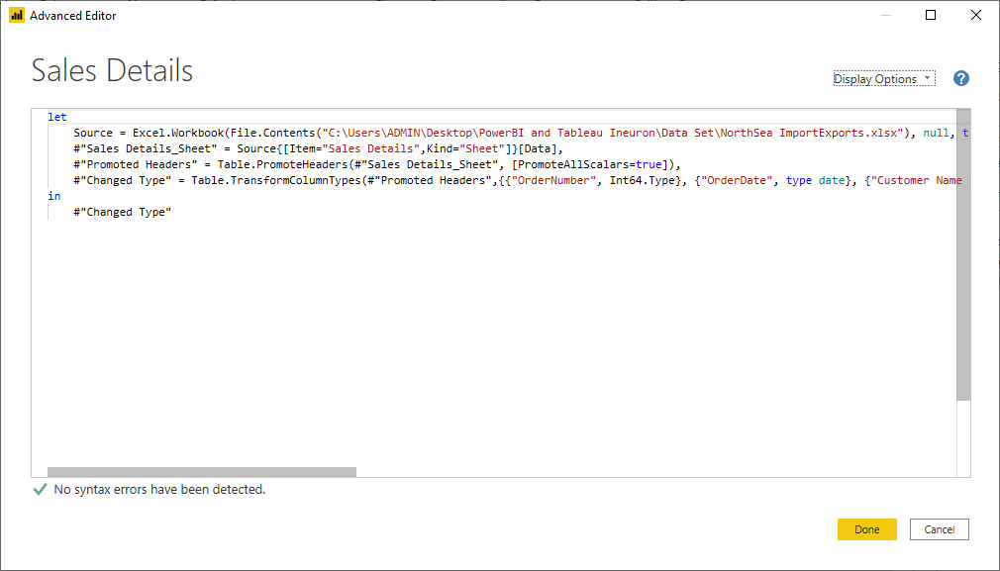 Advanced Editor
Sales Details
Display Options
?
let
    Source = Excel.Workbook(File.Contents("C:\Users\ADMIN\Desktop\PowerBI and Tableau Ineuron\Data Set\NorthSea ImportExports.xlsx"), null, t
    #"Sales Details_Sheet" = Source{[Item="Sales Details",Kind="Sheet"]}[Data],
    #"Promoted Headers" = Table.PromoteHeaders(#"Sales Details_Sheet", [PromoteAllScalars=true]),
    #"Changed Type" = Table.TransformColumnTypes(#"Promoted Headers",{{"OrderNumber", Int64.Type}, {"OrderDate", type date}, {"Customer Name
in
    #"Changed Type"
No syntax errors have been detected.
Done
Cancel